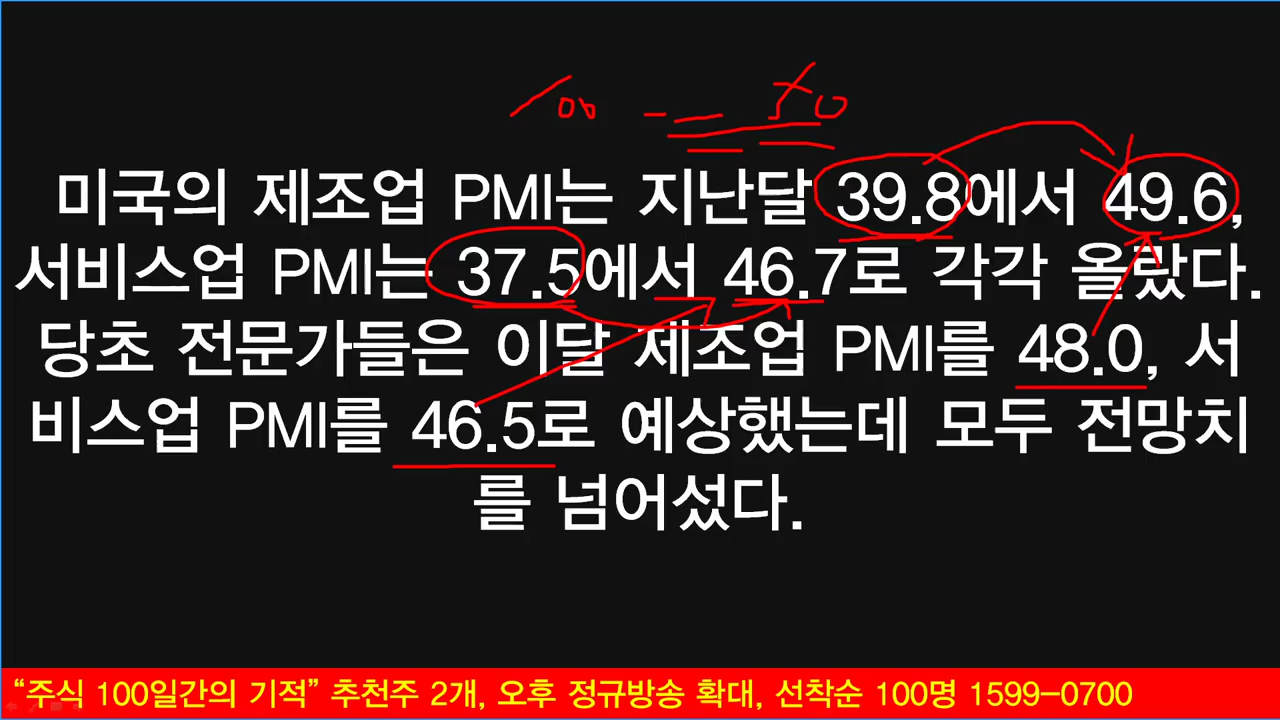 100 - 50
미국의 제조업 PMI는 지난달 39.8에서 49.6,
서비스업 PMI는 37.5에서 46.7로 각각 올랐다.
당초 전문가들은 이달 제조업 PMI를 48.0, 서
비스업 PMI를 46.5로 예상했는데 모두 전망치
를 넘어섰다.
“주식 100일간의 기적” 추천주 2개, 오후 정규방송 확대, 선착순 100명 1599-0700